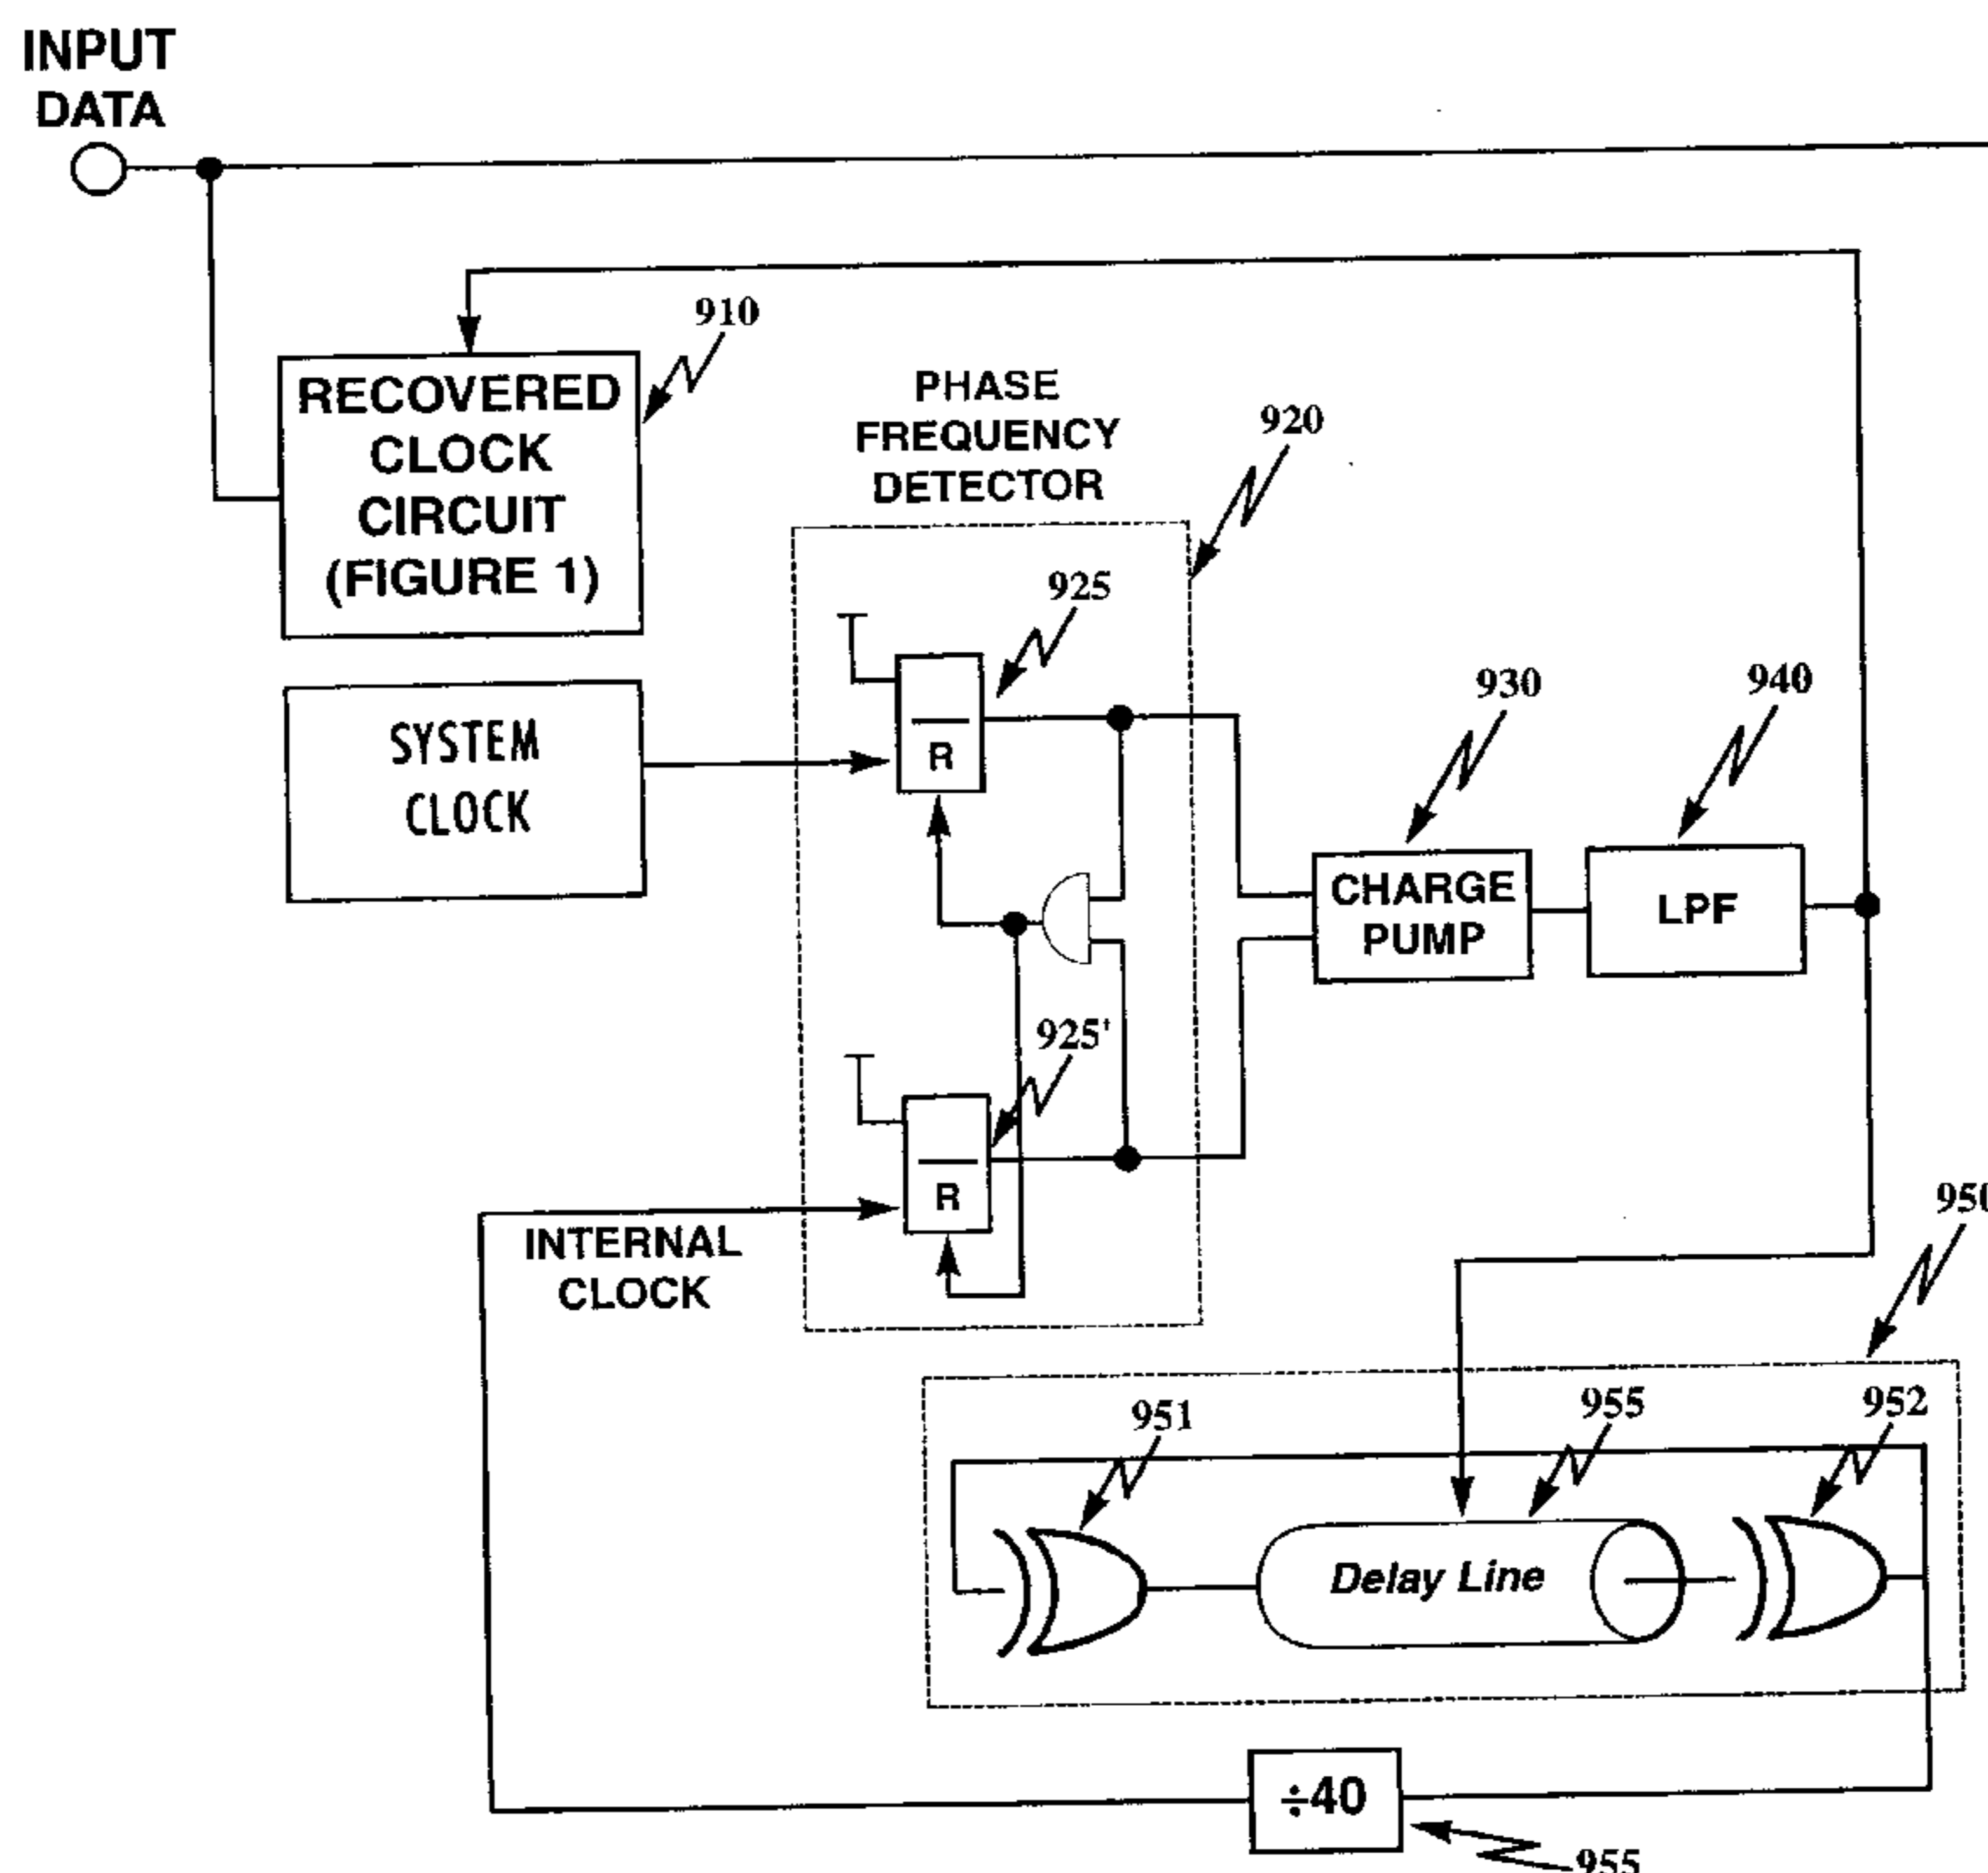 INPUT
DATA
910
RECOVERED
CLOCK
CIRCUIT
(FIGURE 1)
PHASE
FREQUENCY
DETECTOR
920
925
SYSTEM
CLOCK
R
930
940
CHARGE
PUMP
LPF
925'
R
INTERNAL
CLOCK
950
951
955
952
Delay Line
÷40
955